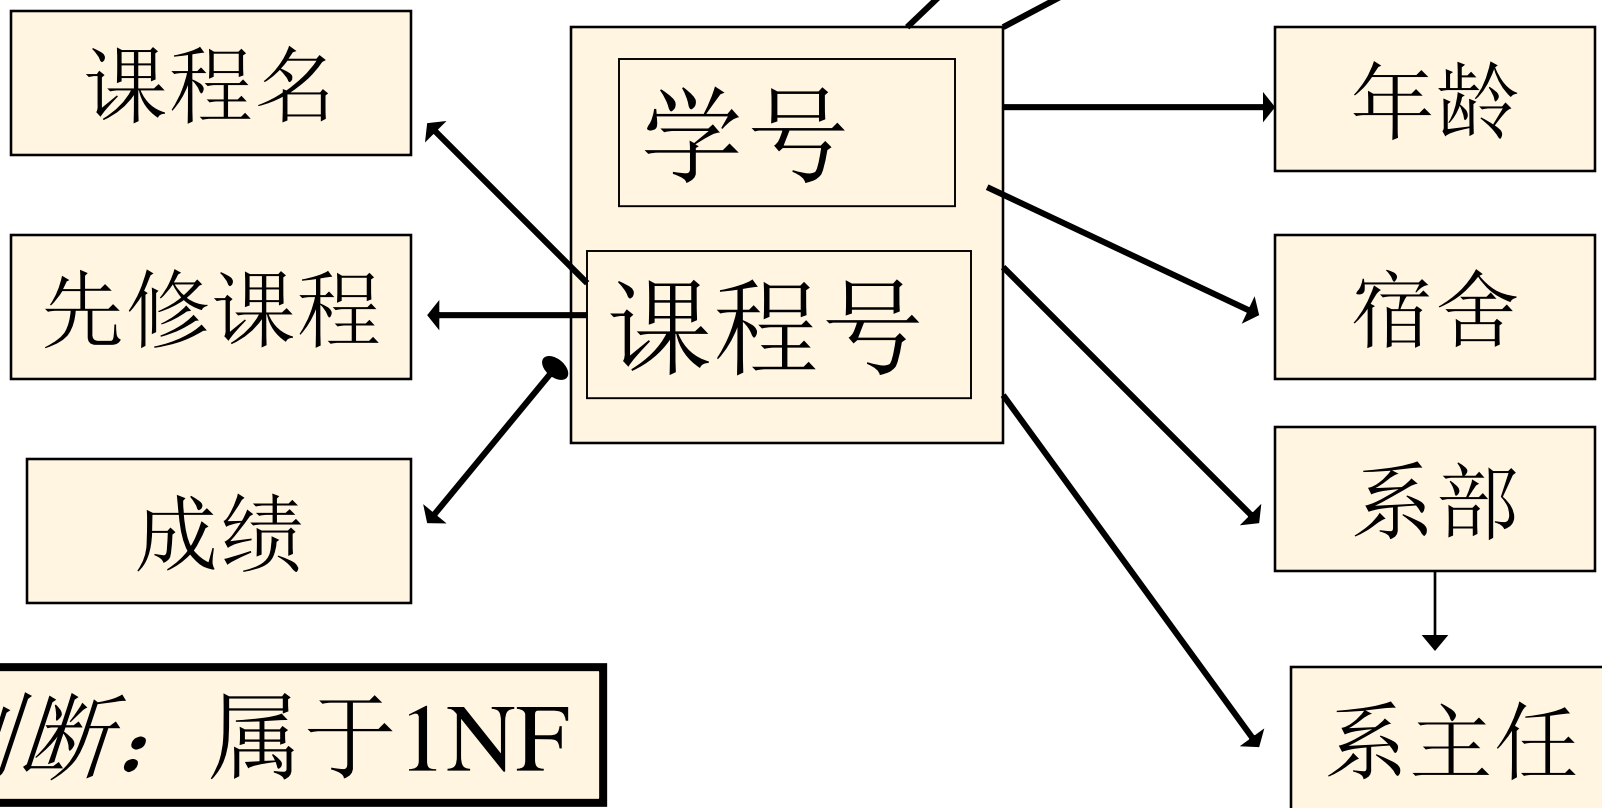 课程名
先修课程
成绩
学号
课程号
年龄
宿舍
系部
系主任
断：属于1NF